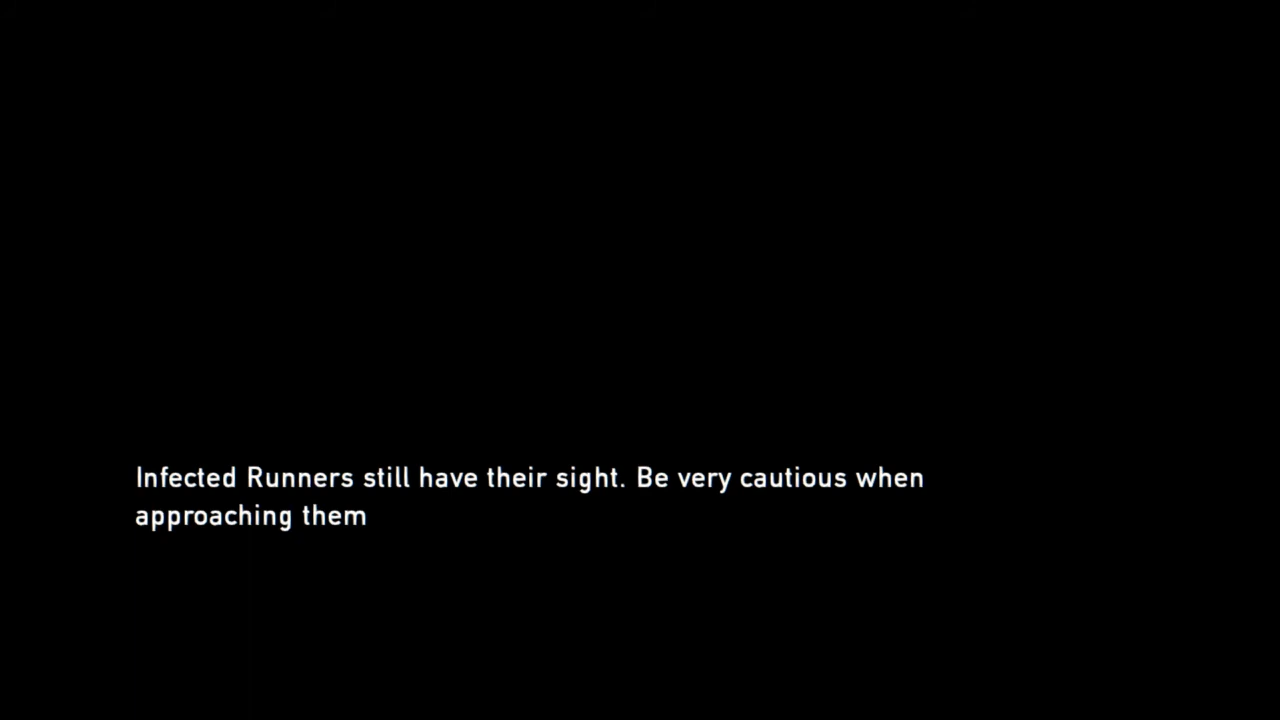 Infected Runners still have their sight. Be very cautious when
approaching them